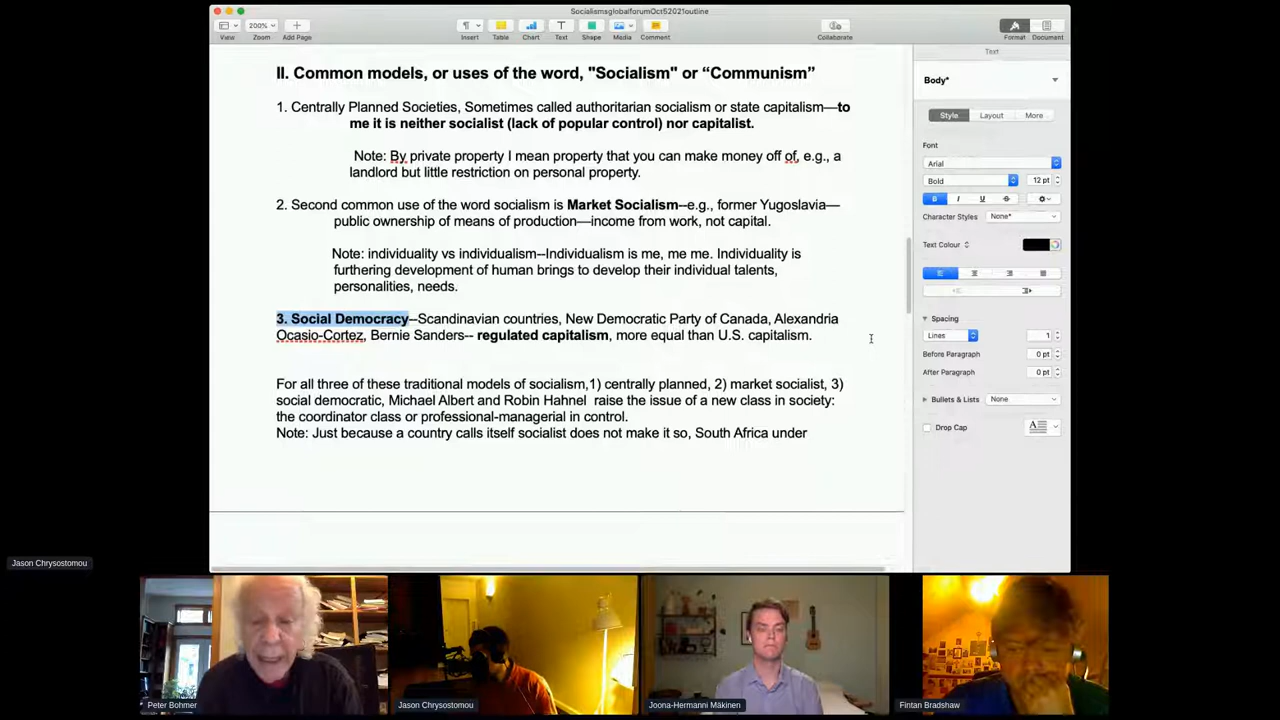 SocialismsglobalforumOct52021outline
200%
View
Zoom
Add Page
Insert
Table
Chart
Text
Shape
Media
Comment
Collaborate
Format
Document
II. Common models, or uses of the word, "Socialism" or “Communism”
1. Centrally Planned Societies, Sometimes called authoritarian socialism or state capitalism—to
me it is neither socialist (lack of popular control) nor capitalist.
Note: By private property I mean property that you can make money off of, e.g., a
landlord but little restriction on personal property.
2. Second common use of the word socialism is Market Socialism--e.g., former Yugoslavia—
public ownership of means of production—income from work, not capital.
Note: individuality vs individualism--Individualism is me, me me. Individuality is
furthering development of human brings to develop their individual talents,
personalities, needs.
3. Social Democracy--Scandinavian countries, New Democratic Party of Canada, Alexandria
Ocasio-Cortez, Bernie Sanders-- regulated capitalism, more equal than U.S. capitalism.
For all three of these traditional models of socialism,1) centrally planned, 2) market socialist, 3)
social democratic, Michael Albert and Robin Hahnel raise the issue of a new class in society:
the coordinator class or professional-managerial in control.
Note: Just because a country calls itself socialist does not make it so, South Africa under
Text
Body*
Style
Layout
More
Font
Arial
Bold
12 pt
B I U S
Character Styles
None*
Text Colour
Spacing
Lines
1
Before Paragraph
0 pt
After Paragraph
0 pt
Bullets & Lists
None
Drop Cap
Jason Chrysostomou
Peter Bohmer
Jason Chrysostomou
Joona-Hermanni Mäkinen
Fintan Bradshaw